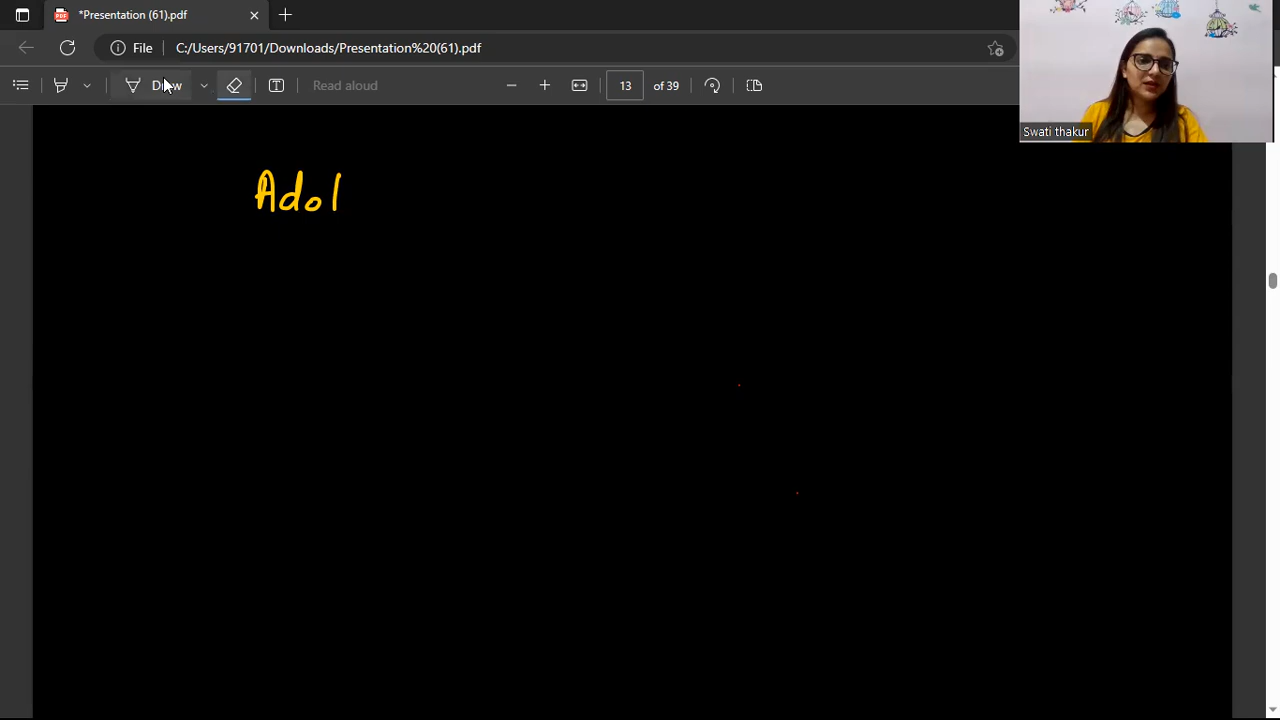 *Presentation (61).pdf
File C:/Users/91701/Downloads/Presentation%20(61).pdf
Draw Read aloud 13 of 39
Swati thakur
Adol